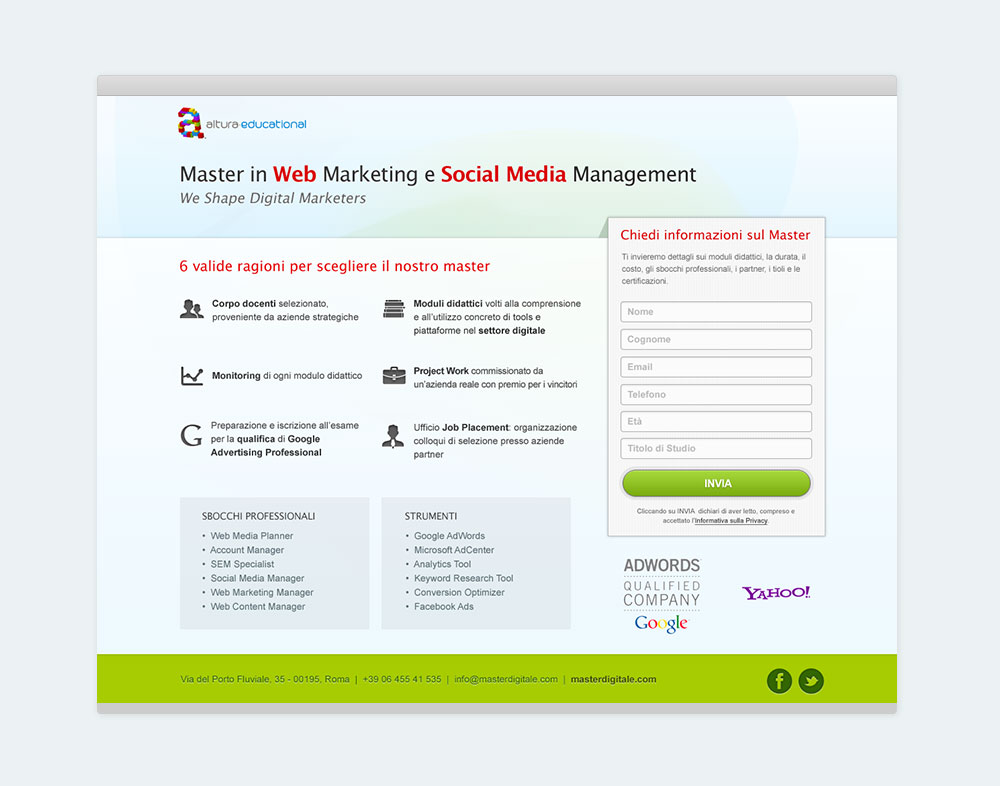 a altura educational
Master in Web Marketing e Social Media Management
We Shape Digital Marketers
6 valide ragioni per scegliere il nostro master
Corpo docenti selezionato,
proveniente da aziende strategiche
Moduli didattici volti alla comprensione
e all'utilizzo concreto di tools e
piattaforme nel settore digitale
Monitoring di ogni modulo didattico
Project Work commissionato da
un'azienda reale con premio per i vincitori
G
Preparazione e iscrizione all'esame
per la qualifica di Google
Advertising Professional
Ufficio Job Placement: organizzazione
colloqui di selezione presso aziende
partner
SBOCCHI PROFESSIONALI
• Web Media Planner
• Account Manager
• SEM Specialist
• Social Media Manager
• Web Marketing Manager
• Web Content Manager
STRUMENTI
• Google AdWords
• Microsoft AdCenter
• Analytics Tool
• Keyword Research Tool
• Conversion Optimizer
• Facebook Ads
Chiedi informazioni sul Master
Ti invieremo dettagli sui moduli didattici, la durata, il
costo, gli sbocchi professionali, i partner, i tioli e le
certificazioni.
Nome
Cognome
Email
Telefono
Età
Titolo di Studio
INVIA
Cliccando su INVIA dichiari di aver letto, compreso e
accettato l'Informativa sulla Privacy.
ADWORDS
QUALIFIED
COMPANY
Google
YAHOO!
Via del Porto Fluviale, 35 - 00195, Roma | +39 06 455 41 535 | info@masterdigitale.com | masterdigitale.com